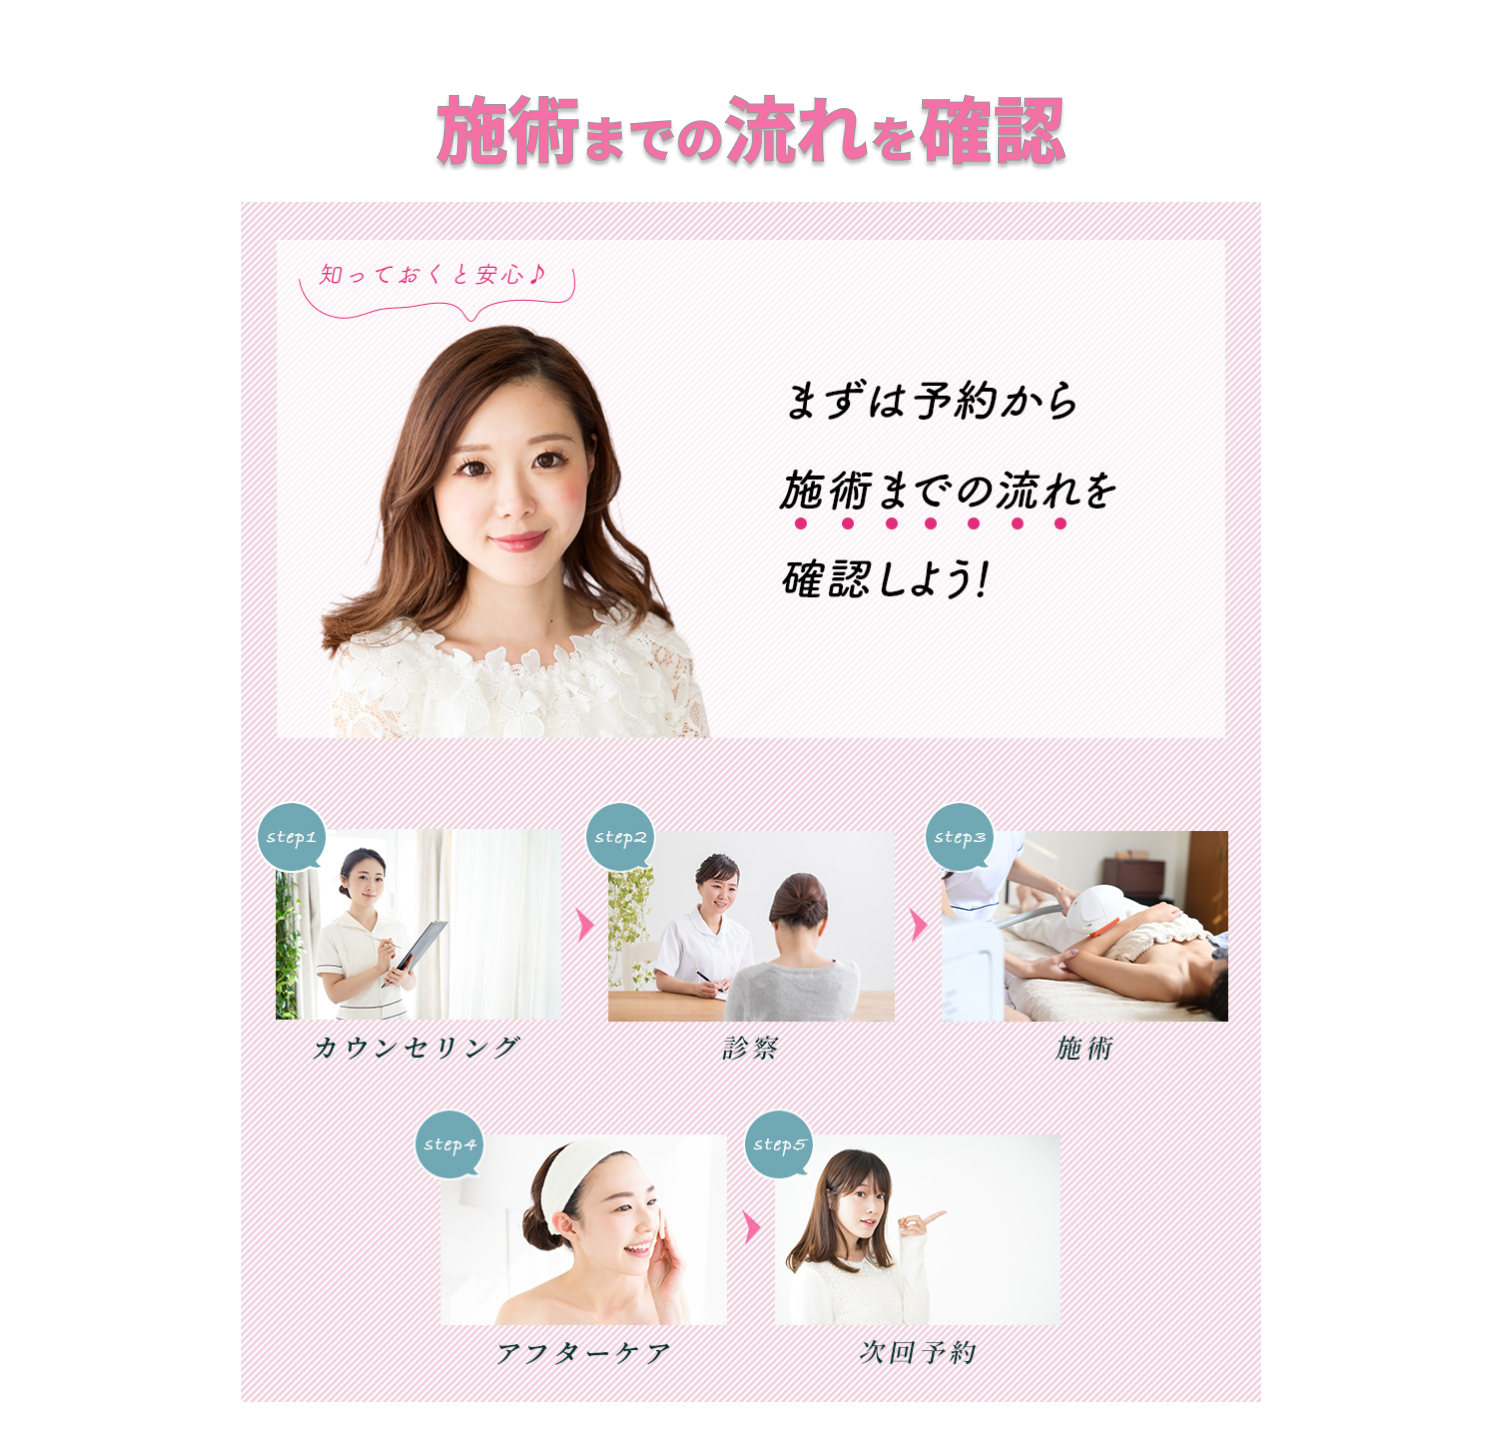 施術までの流れを確認
知っておくと安心♪
まずは予約から
施術までの流れを
確認しよう!
step1
step2
step3
カウンセリング
診察
施術
step4
step5
アフターケア
次回予約